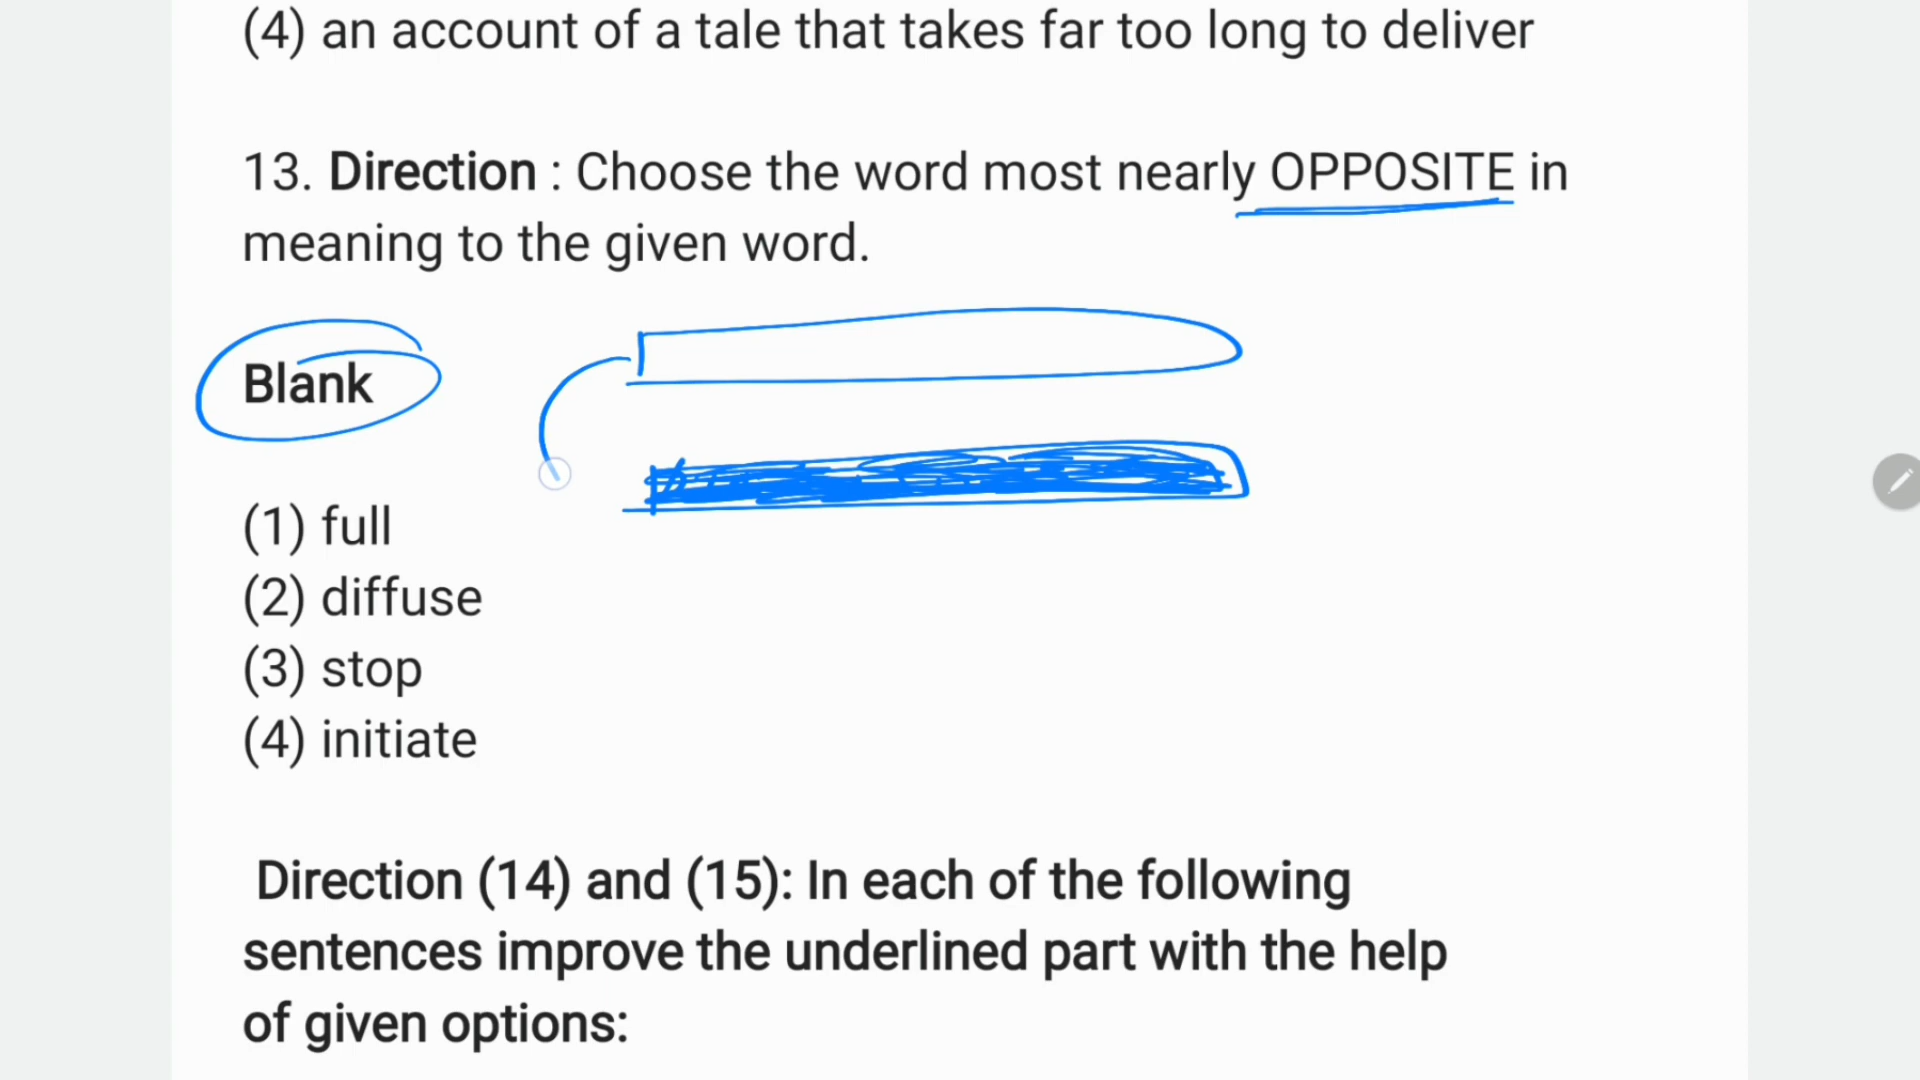 (4) an account of a tale that takes far too long to deliver
13. Direction : Choose the word most nearly OPPOSITE in
meaning to the given word.
Blank
(1) full
(2) diffuse
(3) stop
(4) initiate
Direction (14) and (15): In each of the following
sentences improve the underlined part with the help
of given options: